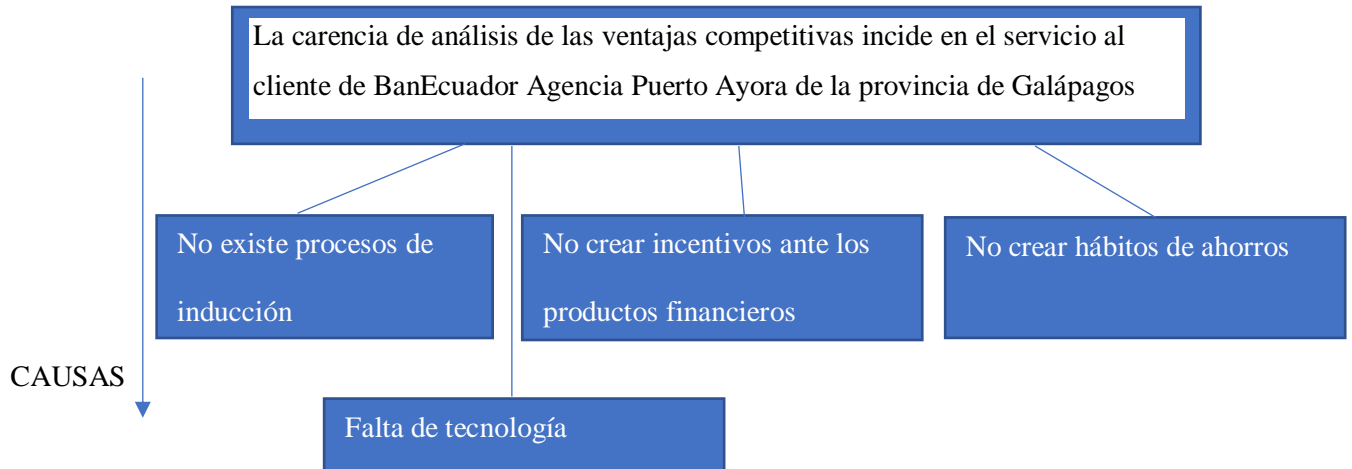 La carencia de análisis de las ventajas competitivas incide en el servicio al
cliente de BanEcuador Agencia Puerto Ayora de la provincia de Galápagos
No existe procesos de
inducción
No crear incentivos ante los
productos financieros
No crear hábitos de ahorros
CAUSAS
Falta de tecnología